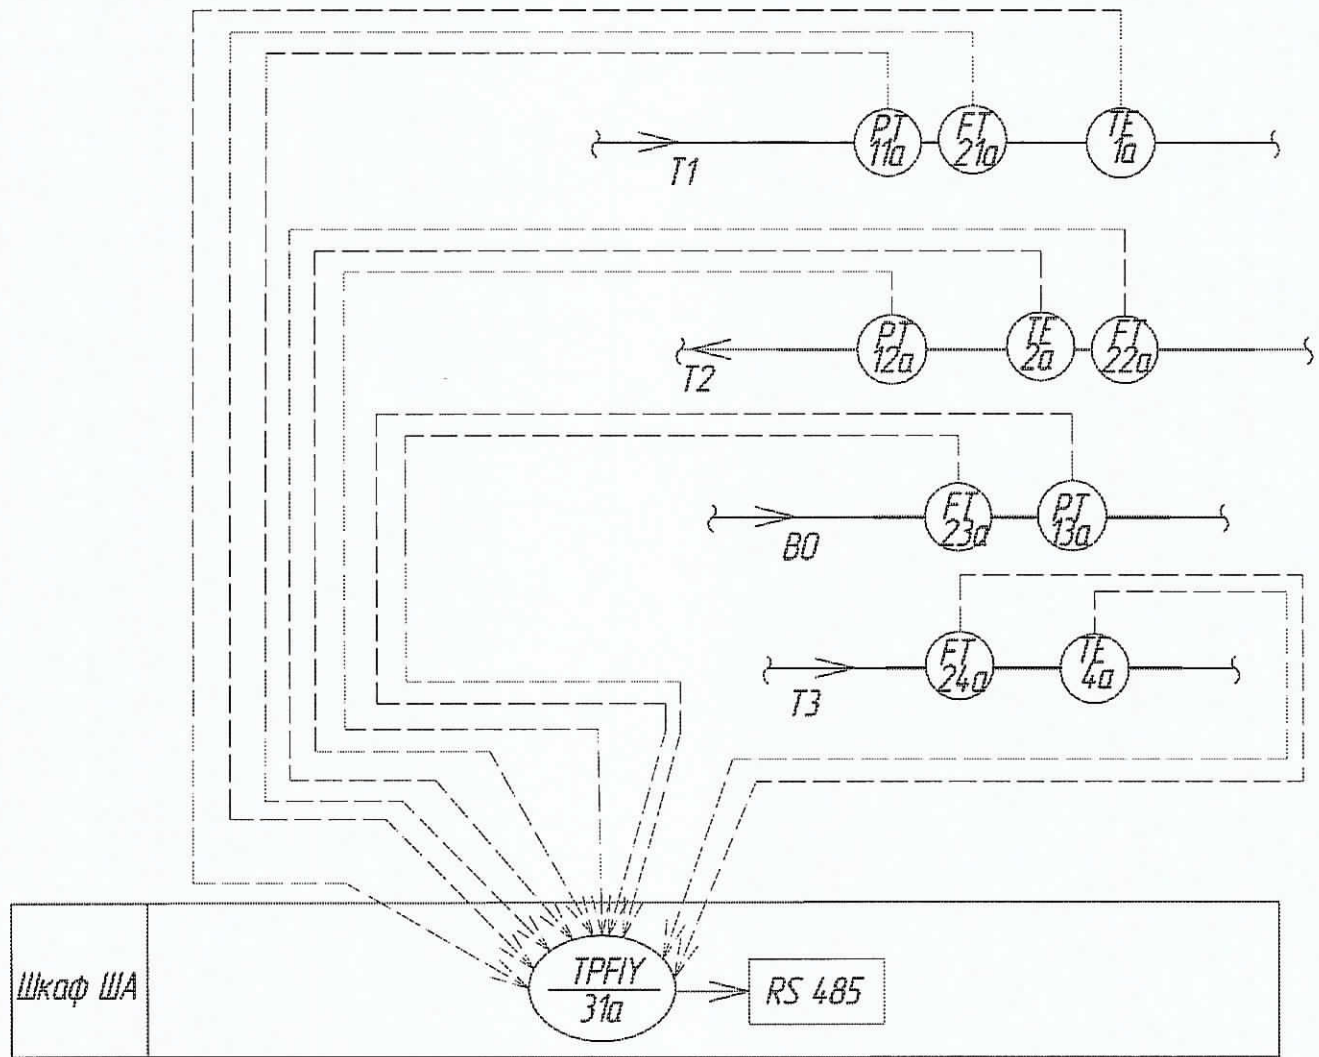 PT
11a
FT
21a
TE
1a
T1
PT
12a
TE
2a
FT
22a
T2
FT
23a
PT
13a
B0
FT
24a
TE
4a
T3
Шкаф ША
TPFIY
31a
RS 485